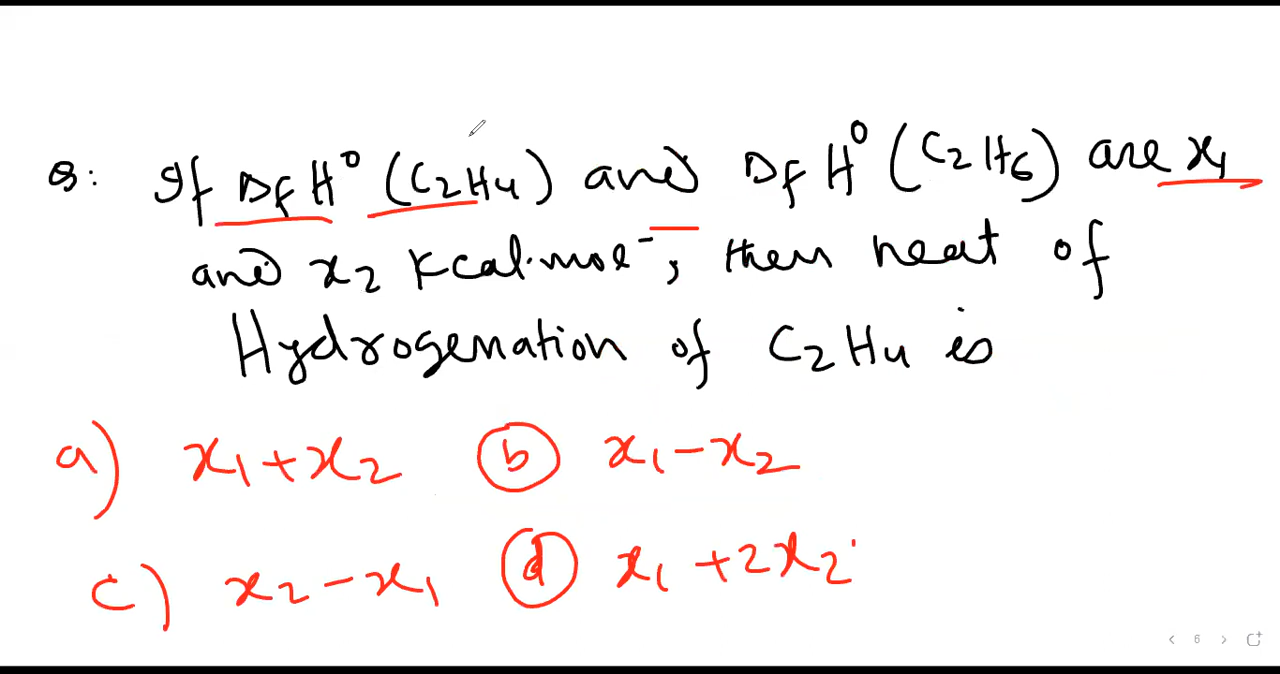 Q: If ΔfH° (C2H4) and ΔfH° (C2H6) are x1
and x2 Kcal·mol⁻, then heat of
Hydrogenation of C2H4 is
a) x1+x2 (b) x1-x2
c) x2-x1 (d) x1+2x2
6